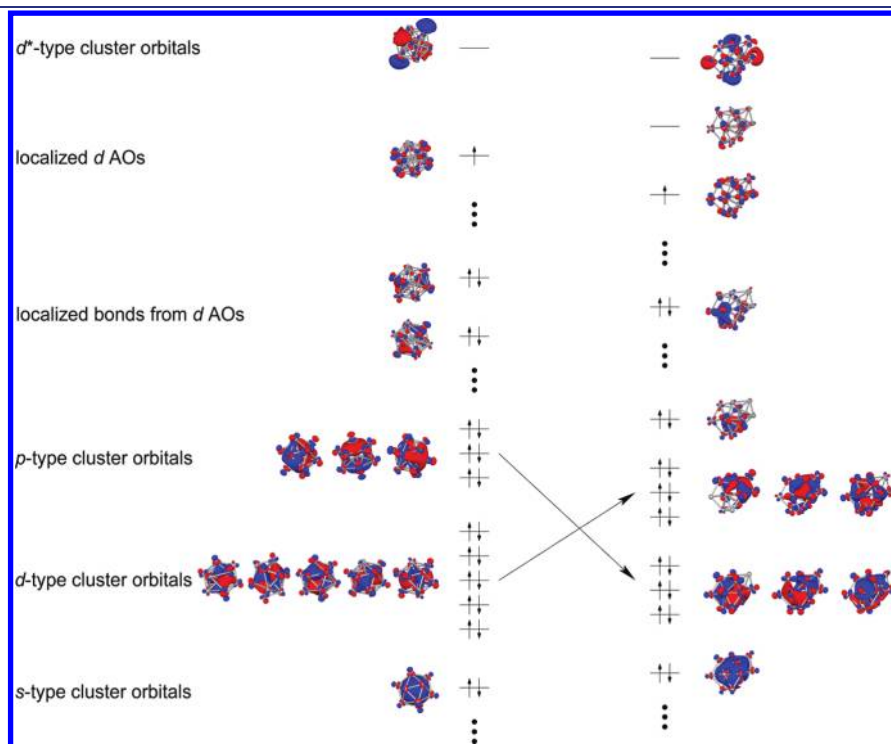 d*-type cluster orbitals
localized d AOs
localized bonds from d AOs
p-type cluster orbitals
d-type cluster orbitals
s-type cluster orbitals